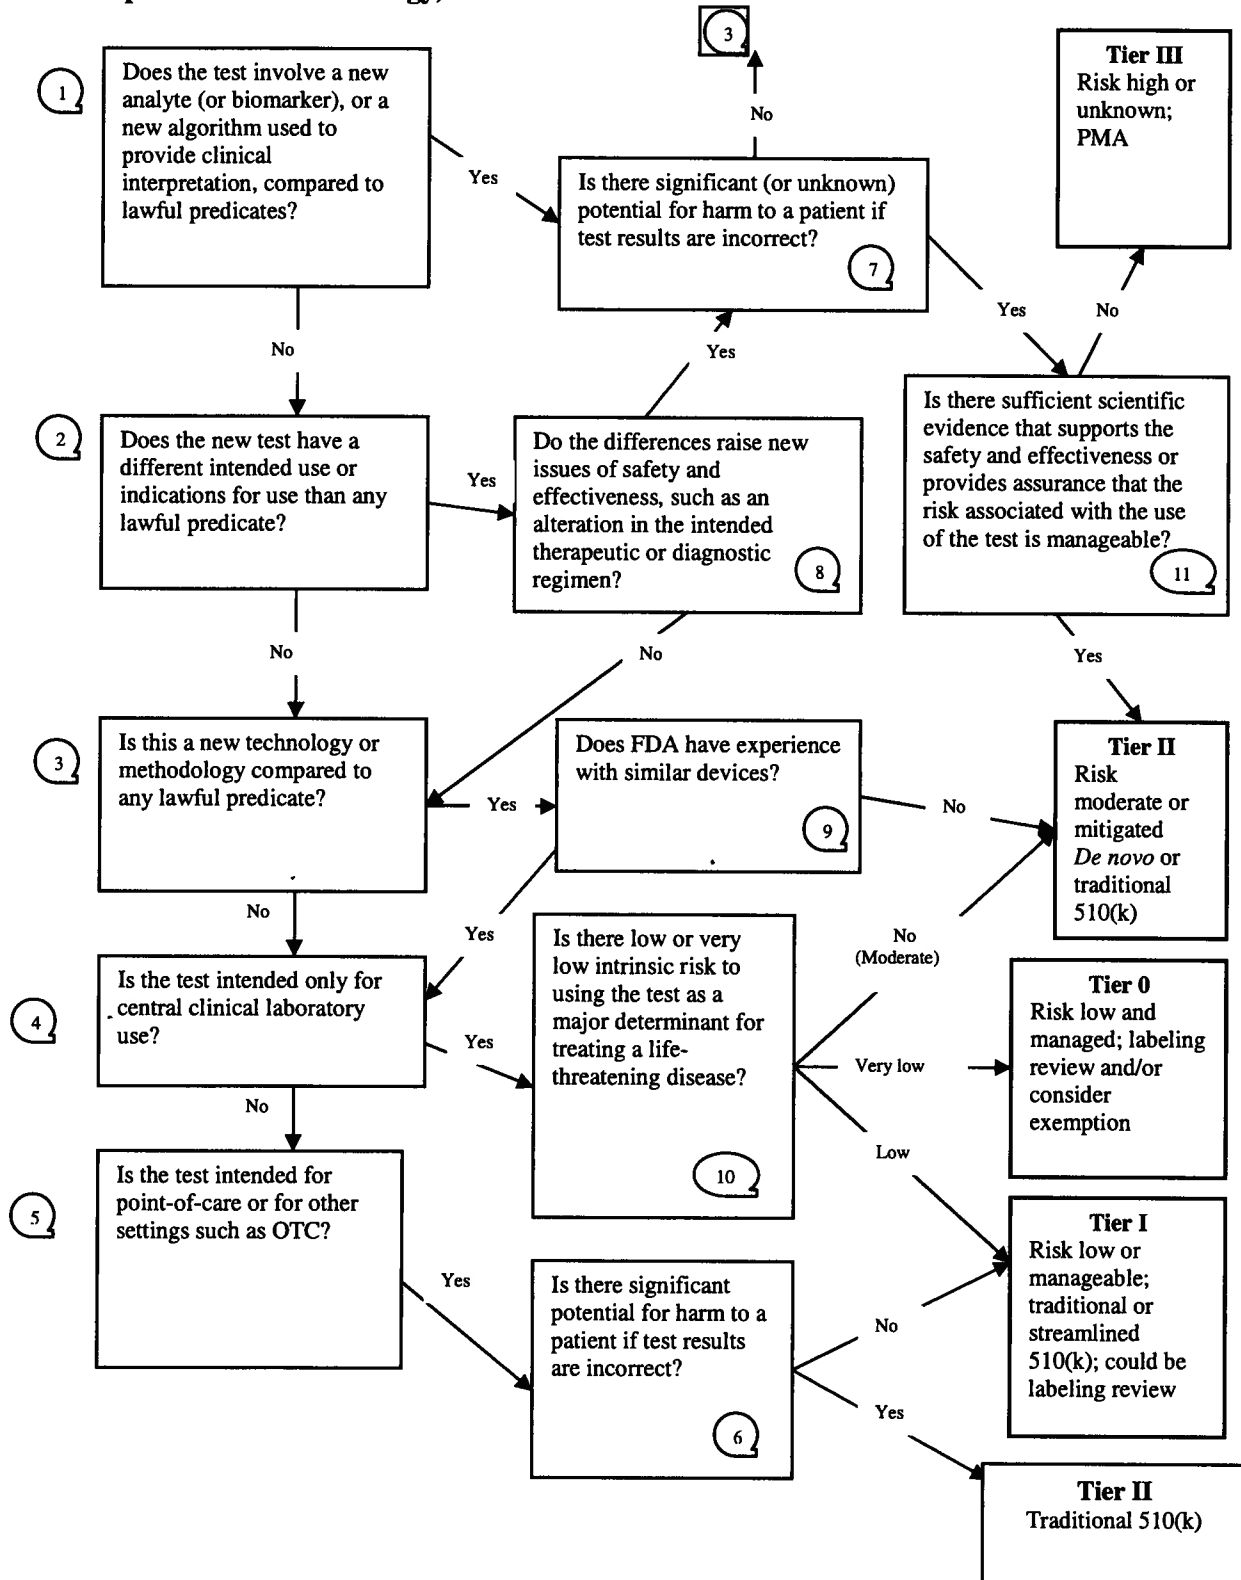 3
1
Does the test involve a new
analyte (or biomarker), or a
new algorithm used to
provide clinical
interpretation, compared to
lawful predicates?
Yes
No
Is there significant (or unknown)
potential for harm to a patient if
test results are incorrect?
7
No
Yes
Tier III
Risk high or
unknown;
PMA
No
2
Does the new test have a
different intended use or
indications for use than any
lawful predicate?
Yes
No
Do the differences raise new
issues of safety and
effectiveness, such as an
alteration in the intended
therapeutic or diagnostic
regimen?
8
Yes
No
Is there sufficient scientific
evidence that supports the
safety and effectiveness or
provides assurance that the
risk associated with the use
of the test is manageable?
11
Yes
3
Is this a new technology or
methodology compared to
any lawful predicate?
Yes
No
Does FDA have experience
with similar devices?
9
No
Yes
Tier II
Risk
moderate or
mitigated
De novo or
traditional
510(k)
4
Is the test intended only for
central clinical laboratory
use?
Yes
No
Is there low or very
low intrinsic risk to
using the test as a
major determinant for
treating a life-
threatening disease?
10
No
(Moderate)
Very low
Low
Tier 0
Risk low and
managed; labeling
review and/or
consider
exemption
5
Is the test intended for
point-of-care or for other
settings such as OTC?
Yes
Is there significant
potential for harm to a
patient if test results
are incorrect?
6
No
Yes
Tier I
Risk low or
manageable;
traditional or
streamlined
510(k); could be
labeling review
Tier II
Traditional 510(k)